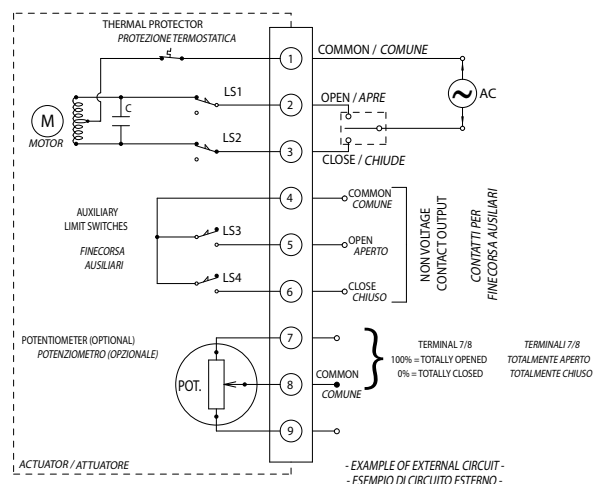 THERMAL PROTECTOR
PROTEZIONE TERMOSTATICA
1
COMMON / COMUNE
AC
C
LS1
2
OPEN / APRE
M
MOTOR
LS2
3
CLOSE / CHIUDE
4
COMMON
COMUNE
AUXILIARY
LIMIT SWITCHES
FINECORSA
AUSILIARI
LS3
5
OPEN
APERTO
LS4
6
CLOSE
CHIUSO
NON VOLTAGE
CONTACT OUTPUT
CONTATTI PER
FINECORSA AUSILIARI
POTENTIOMETER (OPTIONAL)
POTENZIOMETRO (OPZIONALE)
7
POT.
8
COMMON
COMUNE
9
TERMINAL 7/8
100% = TOTALLY OPENED
0% = TOTALLY CLOSED
TERMINALI 7/8
TOTALMENTE APERTO
TOTALMENTE CHIUSO
ACTUATOR / ATTUATORE
- EXAMPLE OF EXTERNAL CIRCUIT -
- ESEMPIO DI CIRCUITO ESTERNO -